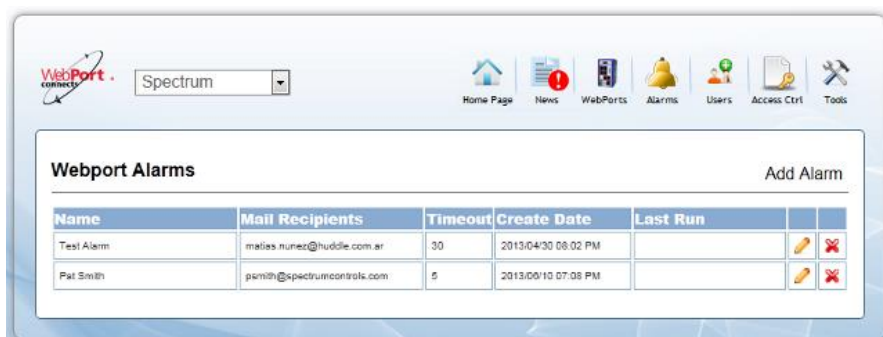 WebPort.
connects
Spectrum
Home Page News WebPorts Alarms Users Access Ctrl Tools
Webport Alarms
Add Alarm
Name Mail Recipients Timeout Create Date Last Run
Test Alarm matias.nunez@huddle.com.ar 30 2013/04/30 08:02 PM
Pat Smith psmith@spectrumcontrols.com 5 2013/06/10 07:08 PM